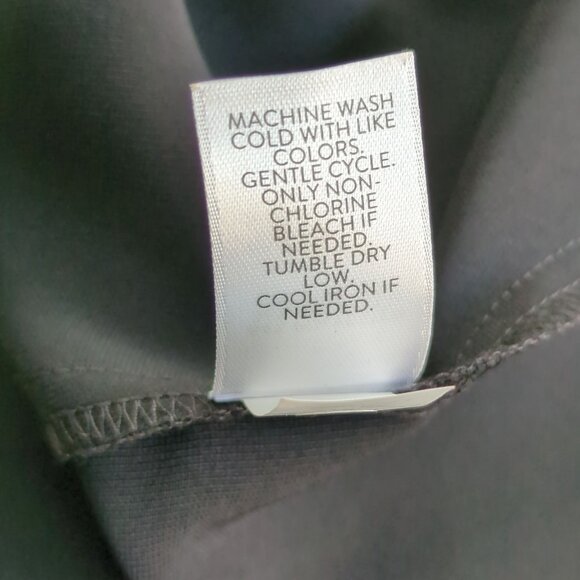 MACHINE WASH
COLD WITH LIKE
COLORS.
GENTLE CYCLE.
ONLY NON-
CHLORINE
BLEACH IF
NEEDED.
TUMBLE DRY
LOW.
COOL IRON IF
NEEDED.